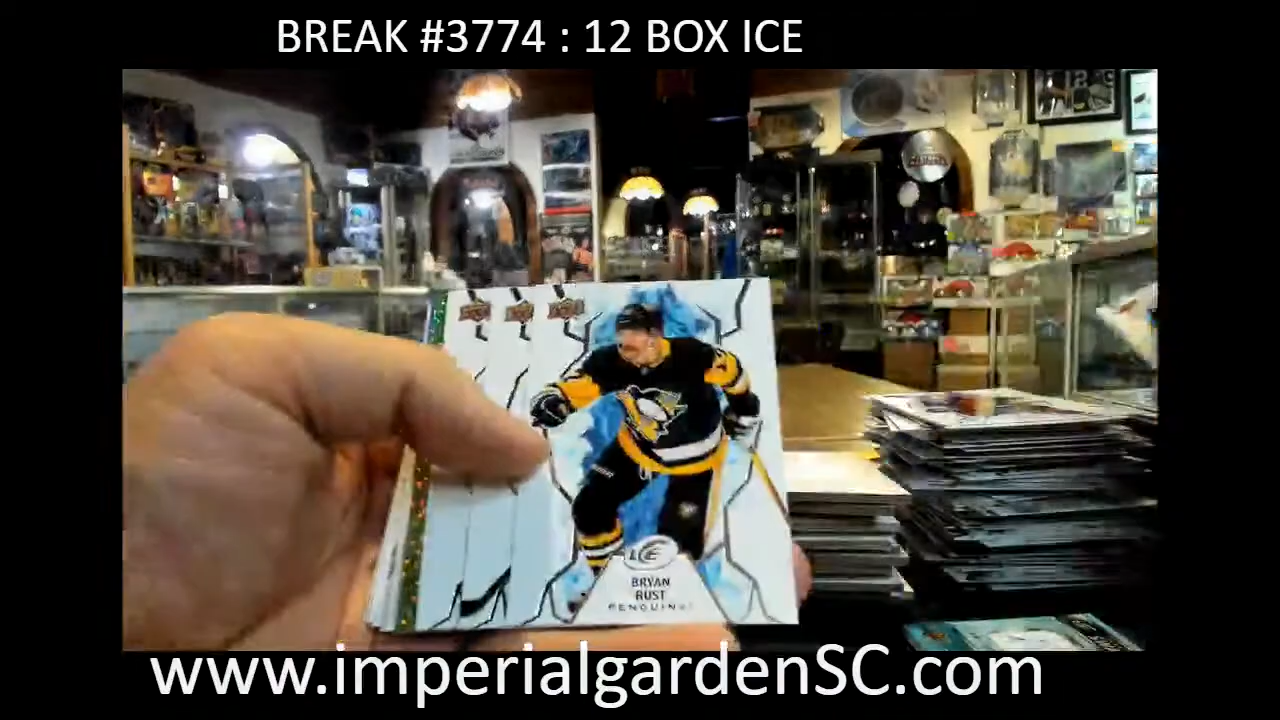 BREAK #3774 : 12 BOX ICE
ICE
BRYAN
RUST
PENGUINS
www.imperialgardenSC.com